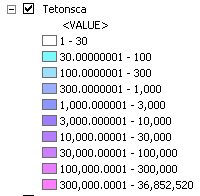 Tetonsca
<VALUE>
1 - 30
30.00000001 - 100
100.0000001 - 300
300.0000001 - 1,000
1,000.000001 - 3,000
3,000.000001 - 10,000
10,000.00001 - 30,000
30,000.00001 - 100,000
100,000.0001 - 300,000
300,000.0001 - 36,852,520